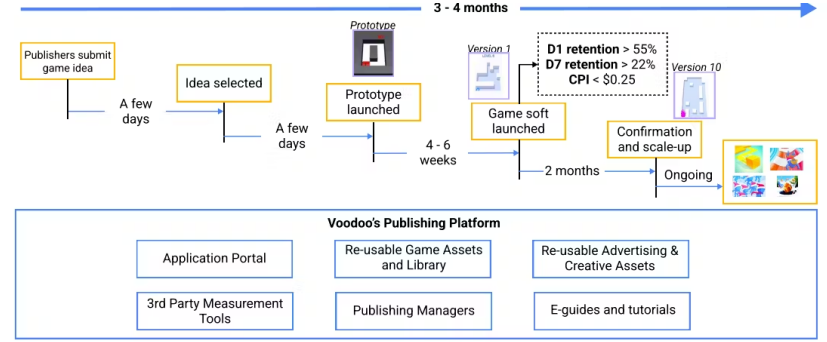 3 - 4 months
Prototype
Publishers submit
game idea
A few
days
Idea selected
A few
days
Prototype
launched
4 - 6
weeks
Version 1
D1 retention > 55%
D7 retention > 22%
CPI < $0.25
Game soft
launched
2 months
Version 10
Confirmation
and scale-up
Ongoing
Voodoo's Publishing Platform
Application Portal
Re-usable Game Assets
and Library
Re-usable Advertising &
Creative Assets
3rd Party Measurement
Tools
Publishing Managers
E-guides and tutorials